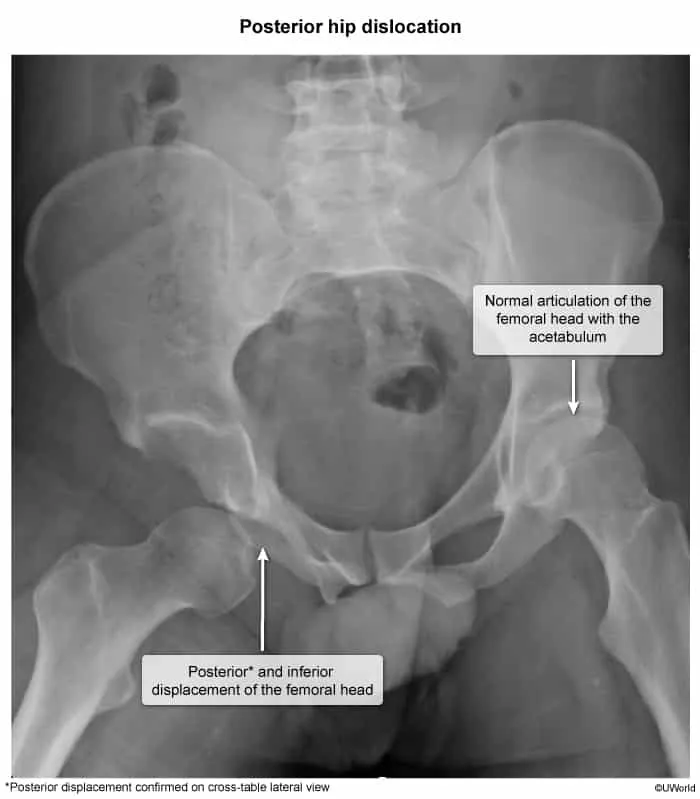 Posterior hip dislocation
Normal articulation of the
femoral head with the
acetabulum
Posterior* and inferior
displacement of the femoral head
*Posterior displacement confirmed on cross-table lateral view
©UWorld